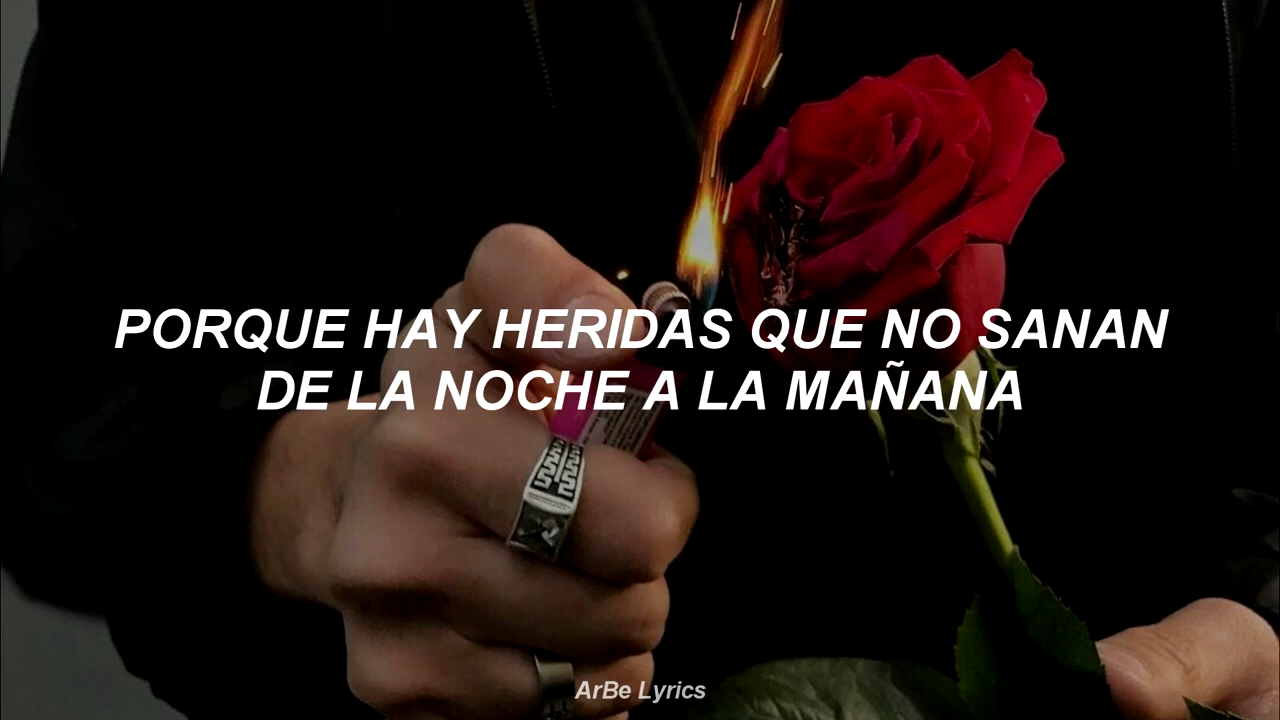 PORQUE HAY HERIDAS QUE NO SANAN
DE LA NOCHE A LA MAÑANA
ArBe Lyrics